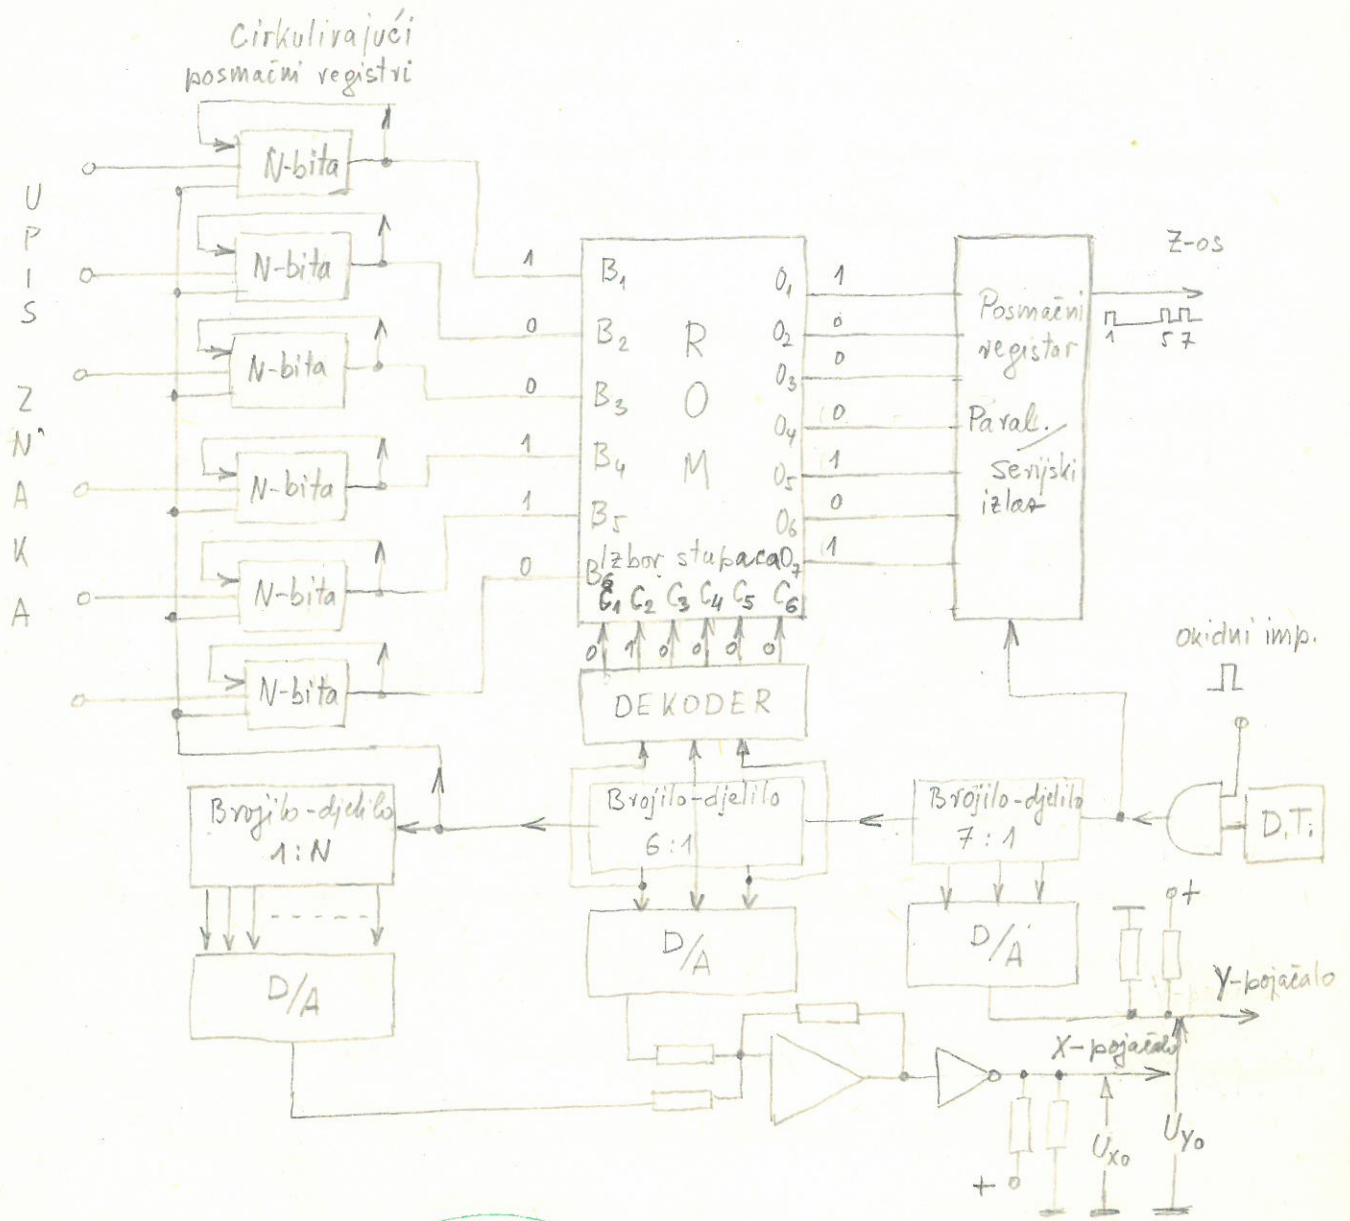 Cirkulirajući
posmačni registri
UPIS ZNAKA
N-bita
N-bita
N-bita
N-bita
N-bita
N-bita
1
0
0
1
1
0
B1
B2
B3
B4
B5
B6
R
O
M
O1
O2
O3
O4
O5
O6
O7
1
0
0
0
1
0
1
Izbor stupaca
C1 C2 C3 C4 C5 C6
0 1 0 0 0 0
DEKODER
Posmačni
registar
Paral. /
serijski
izlaz
Z-os
1 5 7
okidni imp.
D.T.
Brojilo-djelilo
1:N
Brojilo-djelilo
6:1
Brojilo-djelilo
7:1
D/A
D/A
D/A
+
Y-pojačalo
X-pojačalo
Uxo
Uyo
+